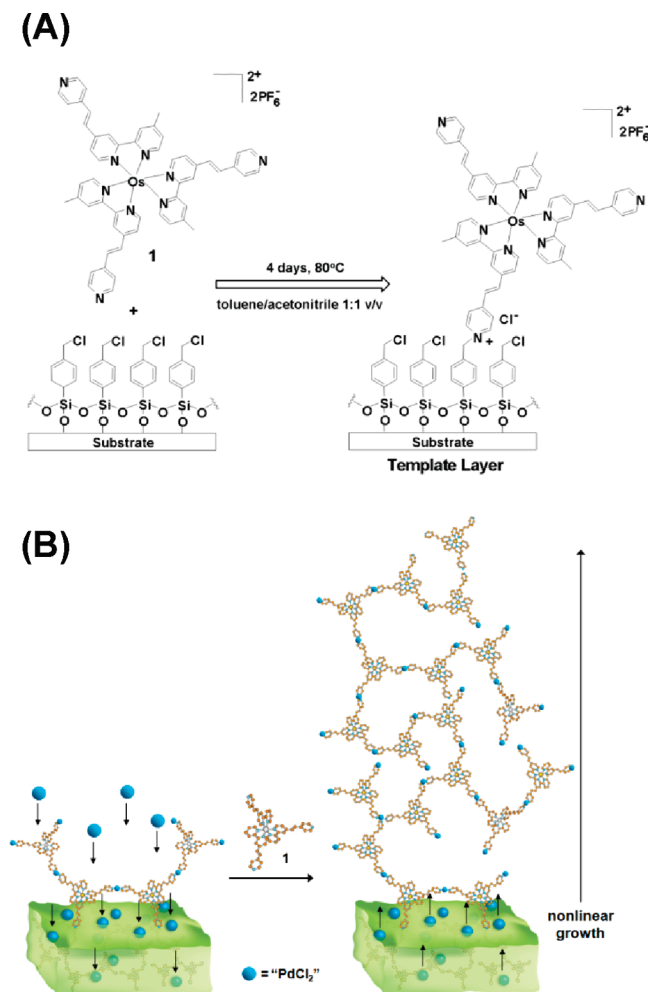 (A)
N
2+
2PF6-
N
N
N
Os
N
N
N
N
N
N
1
+
4 days, 80oC
toluene/acetonitrile 1:1 v/v
Cl Cl Cl Cl
Si Si Si Si
O O O O O
O O O O
Substrate
N
2+
2PF6-
N
N
N
Os
N
N
N
N
N
Cl-
N
+
Cl Cl Cl
Si Si Si Si
O O O O O
O O O O
Substrate
Template Layer
(B)
1
nonlinear
growth
= "PdCl2"